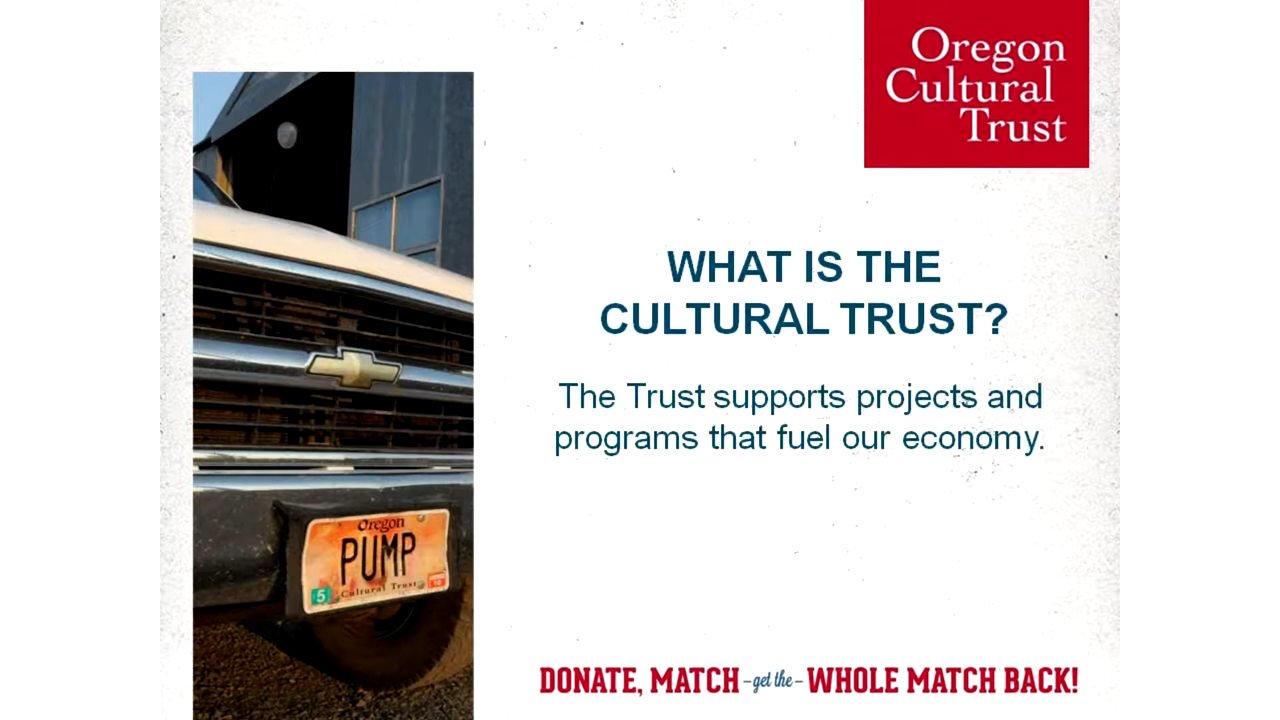 Oregon
Cultural
Trust
WHAT IS THE
CULTURAL TRUST?
The Trust supports projects and
programs that fuel our economy.
Oregon
PUMP
5
Cultural Trust
DONATE, MATCH -get the- WHOLE MATCH BACK!